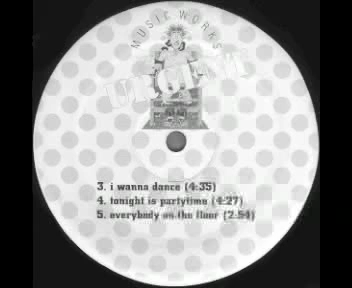 MUSIC WORKS
URGENT
3. i wanna dance (4:35)
4. tonight is partytime (4:27)
5. everybody on the floor (2:54)